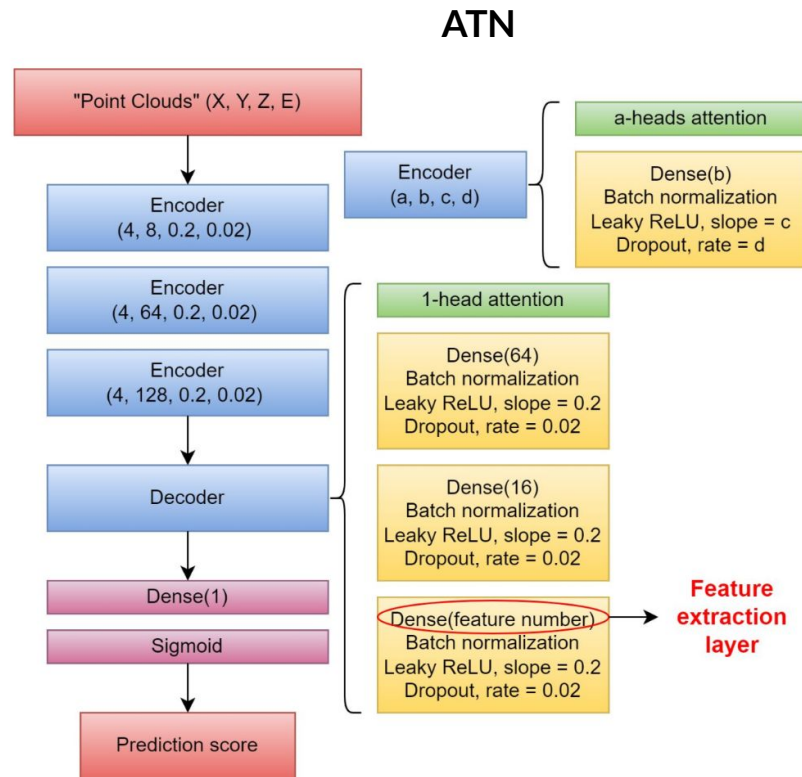 ATN
"Point Clouds" (X, Y, Z, E)
Encoder
(4, 8, 0.2, 0.02)
Encoder
(4, 64, 0.2, 0.02)
Encoder
(4, 128, 0.2, 0.02)
Decoder
Dense(1)
Sigmoid
Prediction score
Encoder
(a, b, c, d)
a-heads attention
Dense(b)
Batch normalization
Leaky ReLU, slope = c
Dropout, rate = d
1-head attention
Dense(64)
Batch normalization
Leaky ReLU, slope = 0.2
Dropout, rate = 0.02
Dense(16)
Batch normalization
Leaky ReLU, slope = 0.2
Dropout, rate = 0.02
Dense(feature number)
Batch normalization
Leaky ReLU, slope = 0.2
Dropout, rate = 0.02
Feature
extraction
layer